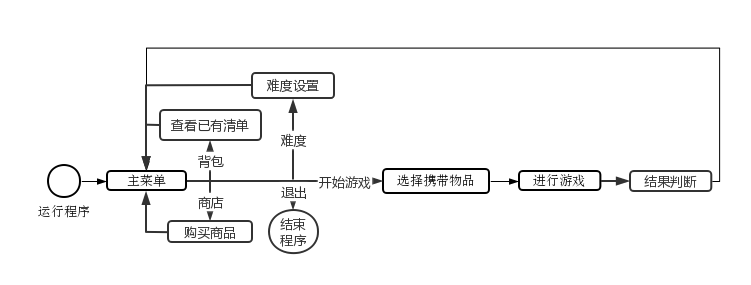 难度设置
查看已有清单
难度
背包
主菜单
开始游戏
选择携带物品
进行游戏
结果判断
运行程序
商店
退出
购买商品
结束
程序